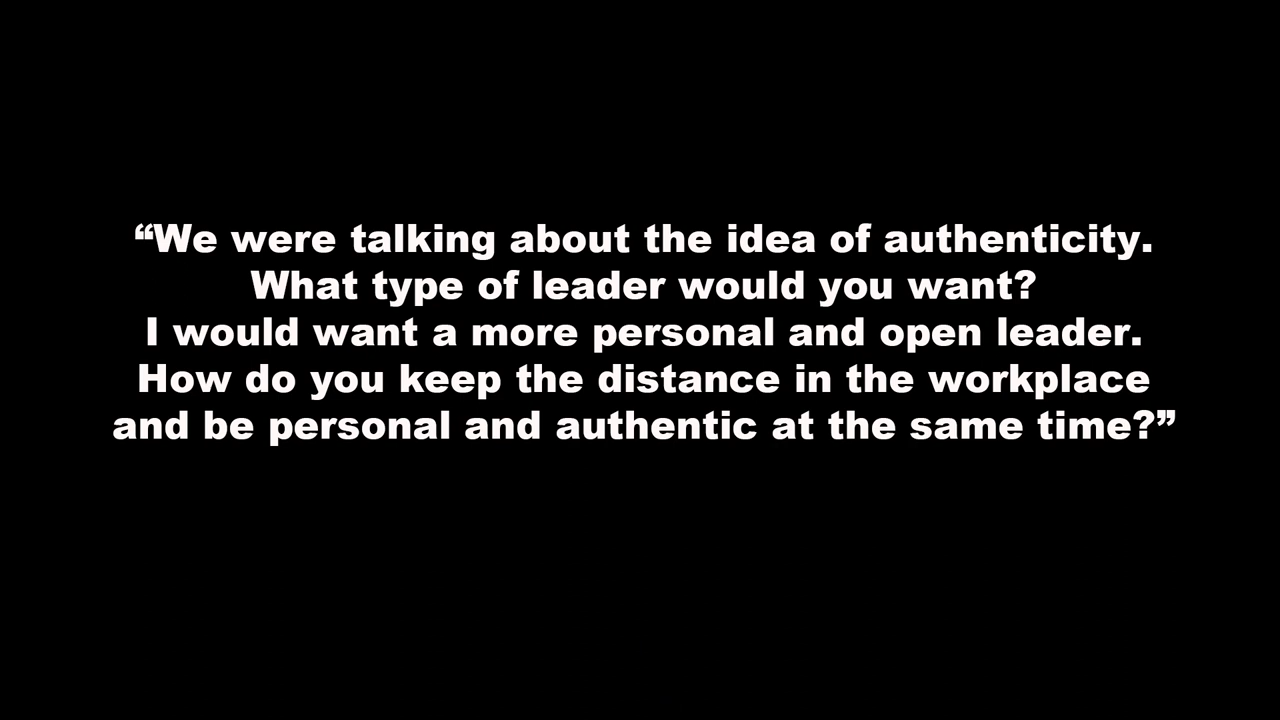 “We were talking about the idea of authenticity.
What type of leader would you want?
I would want a more personal and open leader.
How do you keep the distance in the workplace
and be personal and authentic at the same time?”